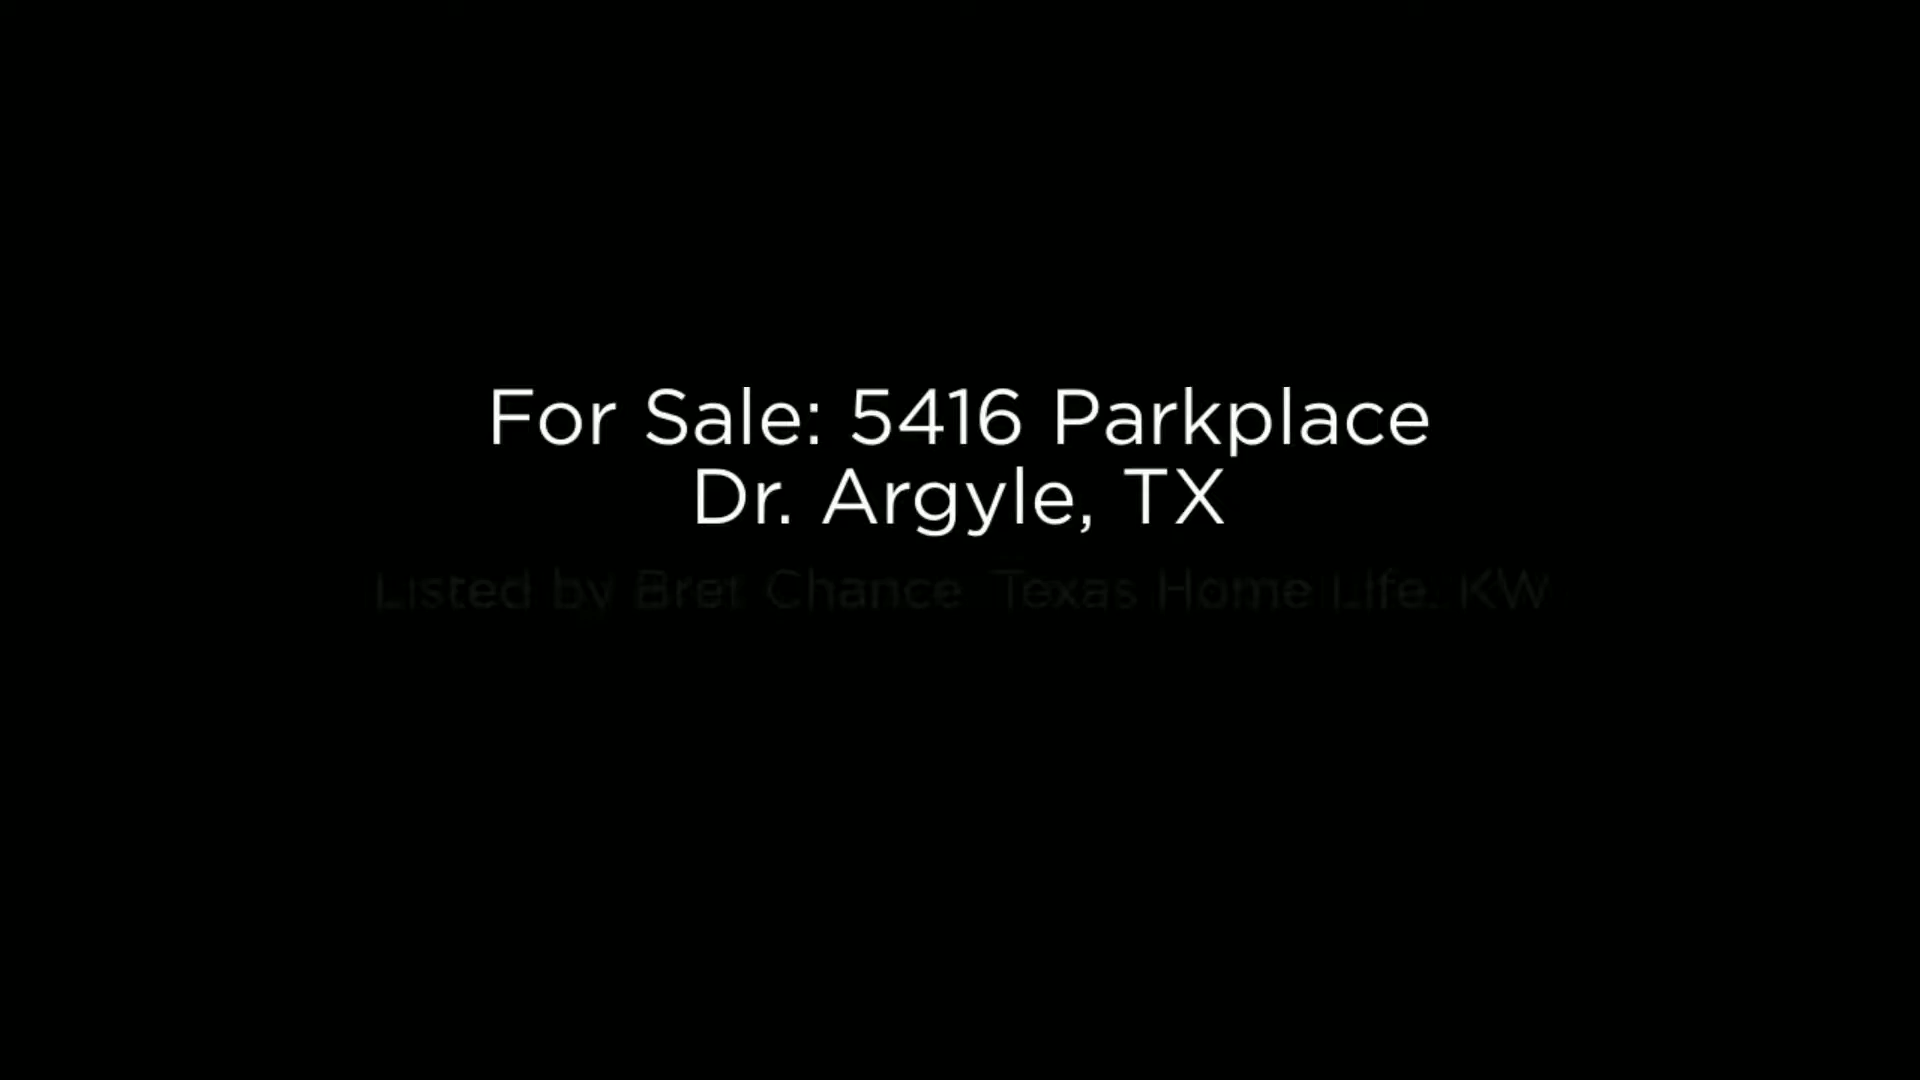 For Sale: 5416 Parkplace
Dr. Argyle, TX
Listed by Bret Chance, Texas Home Life, KW